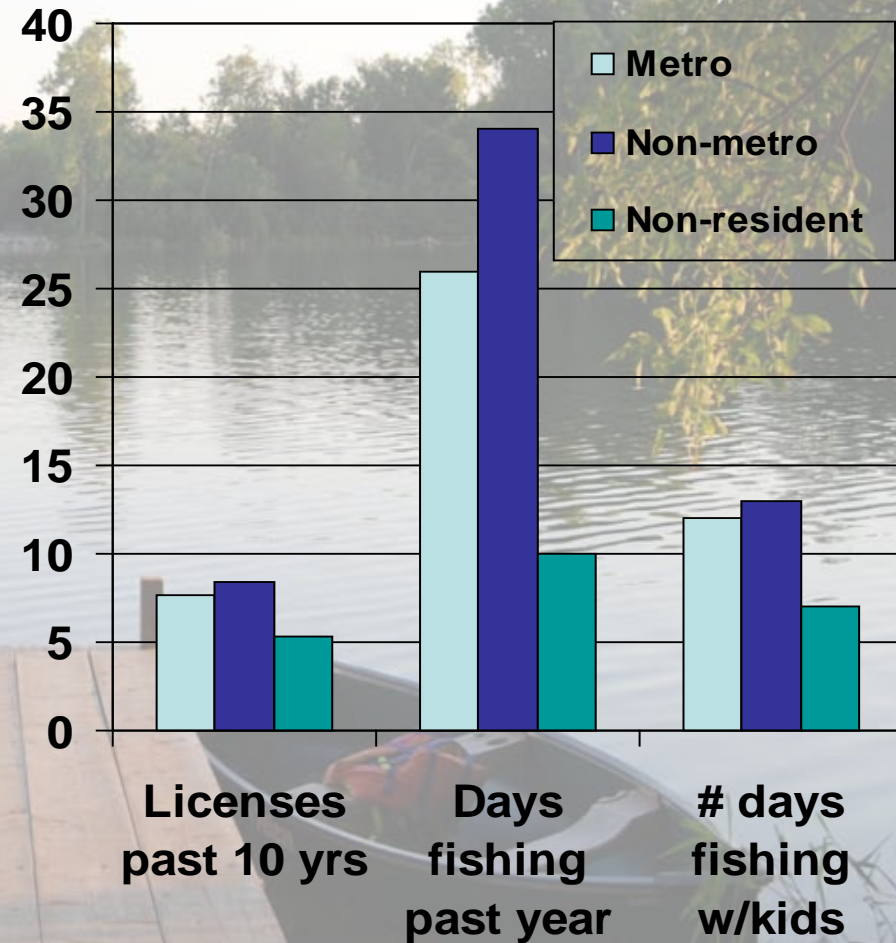 40
35
30
25
20
15
10
5
0
Metro
Non-metro
Non-resident
Licenses
past 10 yrs
Days
fishing
past year
# days
fishing
w/kids